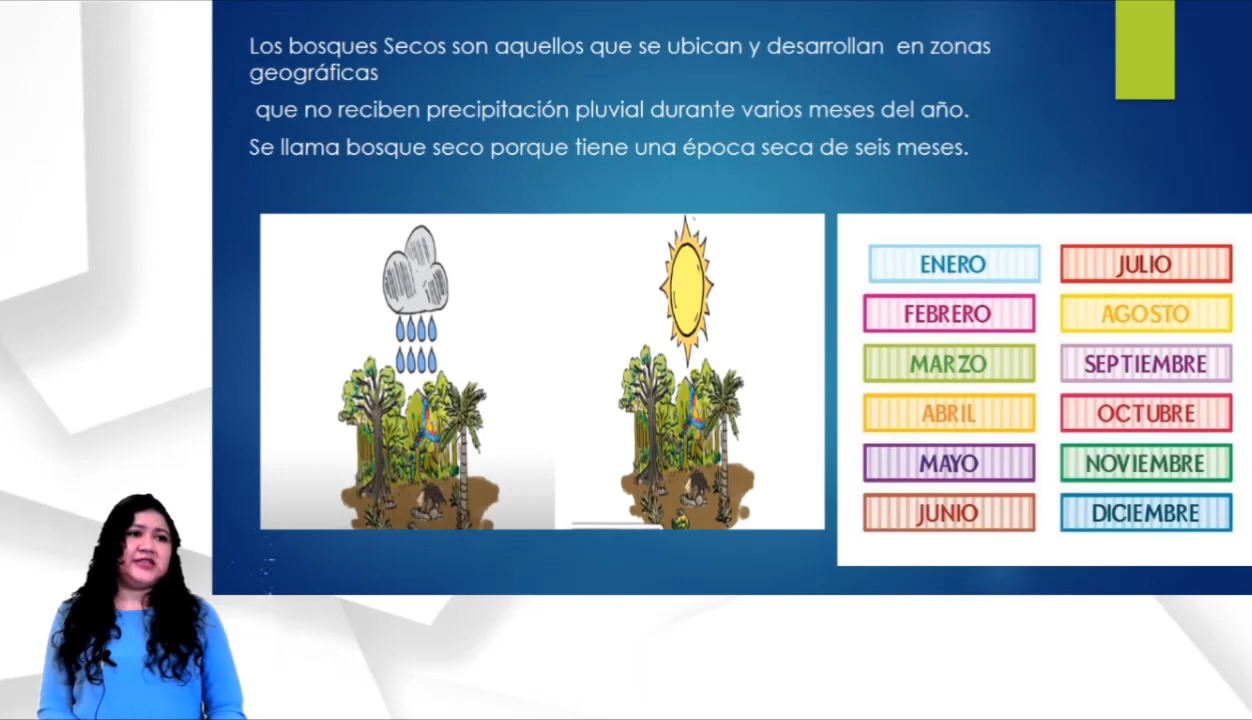 Los bosques Secos son aquellos que se ubican y desarrollan en zonas
geográficas
que no reciben precipitación pluvial durante varios meses del año.
Se llama bosque seco porque tiene una época seca de seis meses.
ENERO
JULIO
FEBRERO
AGOSTO
MARZO
SEPTIEMBRE
ABRIL
OCTUBRE
MAYO
NOVIEMBRE
JUNIO
DICIEMBRE